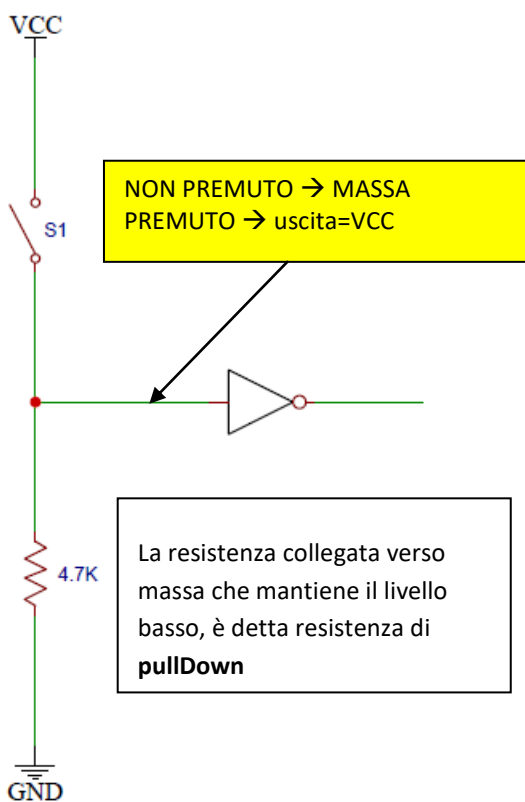 VCC
NON PREMUTO → MASSA
PREMUTO → uscita=VCC
S1
La resistenza collegata verso
massa che mantiene il livello
basso, è detta resistenza di
pullDown
4.7K
GND